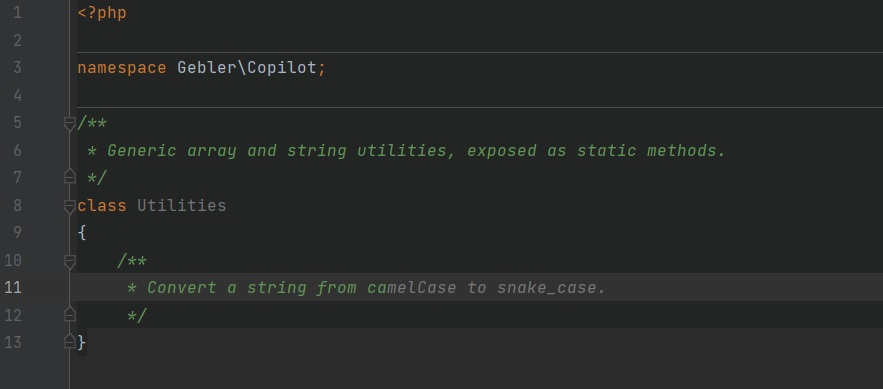 1 <?php
2
3 namespace Gebler\Copilot;
4
5 /**
6  * Generic array and string utilities, exposed as static methods.
7  */
8 class Utilities
9 {
10     /**
11      * Convert a string from camelCase to snake_case.
12      */
13 }